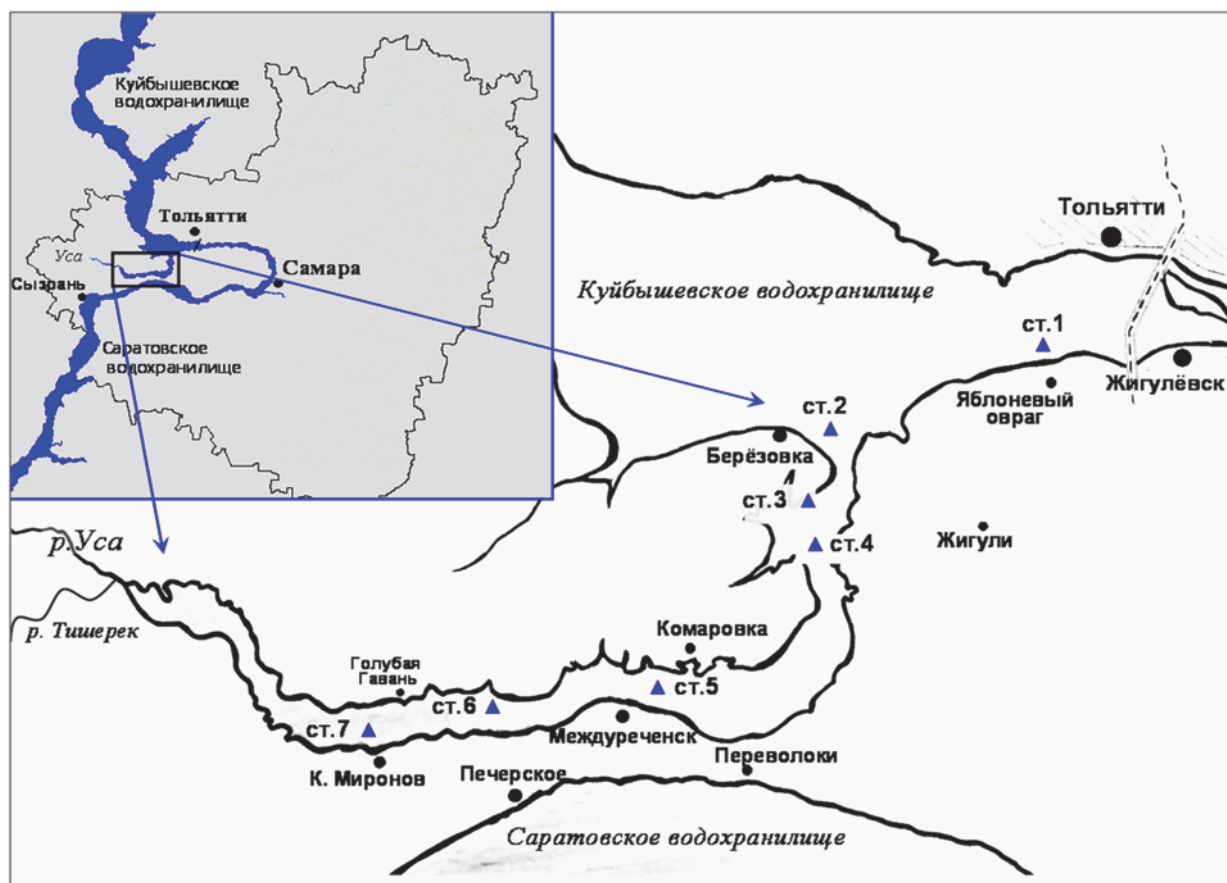 Куйбышевское
водохранилище
Тольятти
Уса
Самара
Сызрань
Саратовское
водохранилище
Тольятти
Куйбышевское водохранилище
ст.1
Жигулёвск
Яблоневый
овраг
ст.2
Берёзовка
ст.3
ст.4
Жигули
р.Уса
р. Тишерек
Комаровка
Голубая
Гавань
ст.5
ст.6
ст.7
Междуреченск
Переволоки
К. Миронов
Печерское
Саратовское водохранилище